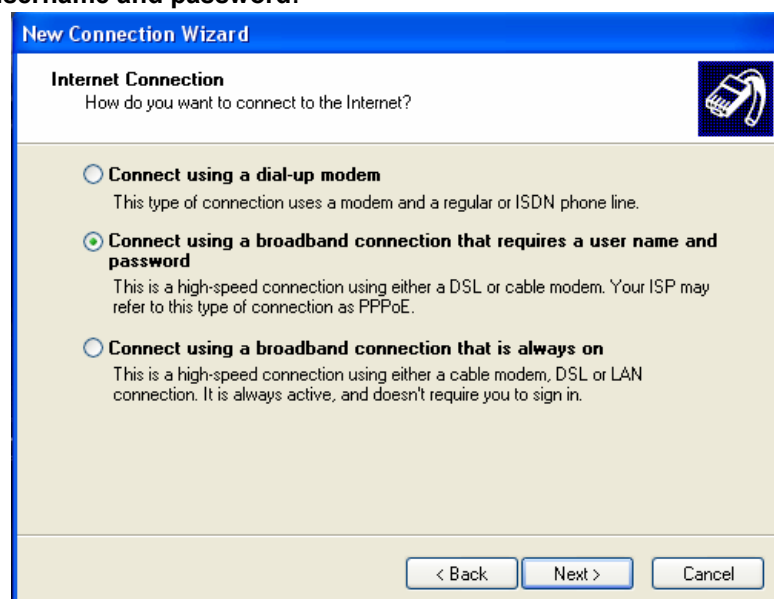 username and password.
New Connection Wizard
Internet Connection
How do you want to connect to the Internet?
Connect using a dial-up modem
This type of connection uses a modem and a regular or ISDN phone line.
Connect using a broadband connection that requires a user name and
password
This is a high-speed connection using either a DSL or cable modem. Your ISP may
refer to this type of connection as PPPoE.
Connect using a broadband connection that is always on
This is a high-speed connection using either a cable modem, DSL or LAN
connection. It is always active, and doesn't require you to sign in.
< Back
Next >
Cancel